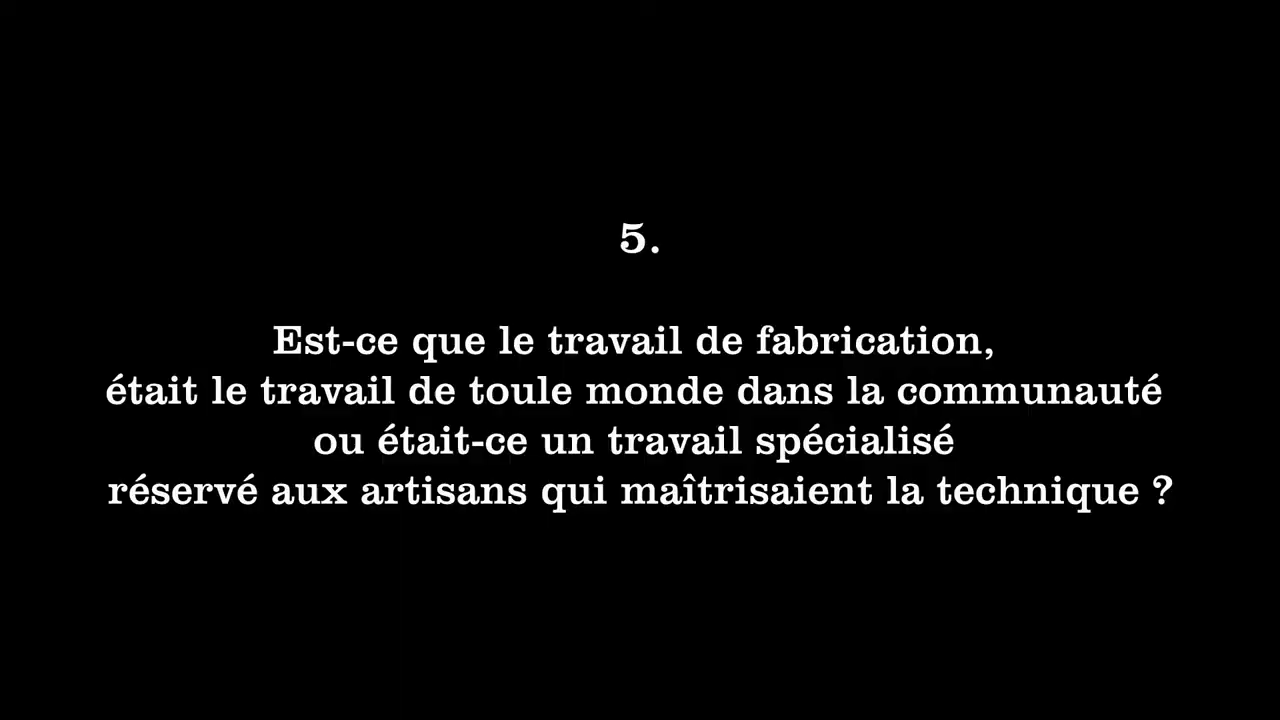 5.
Est-ce que le travail de fabrication,
était le travail de toule monde dans la communauté
ou était-ce un travail spécialisé
réservé aux artisans qui maîtrisaient la technique ?